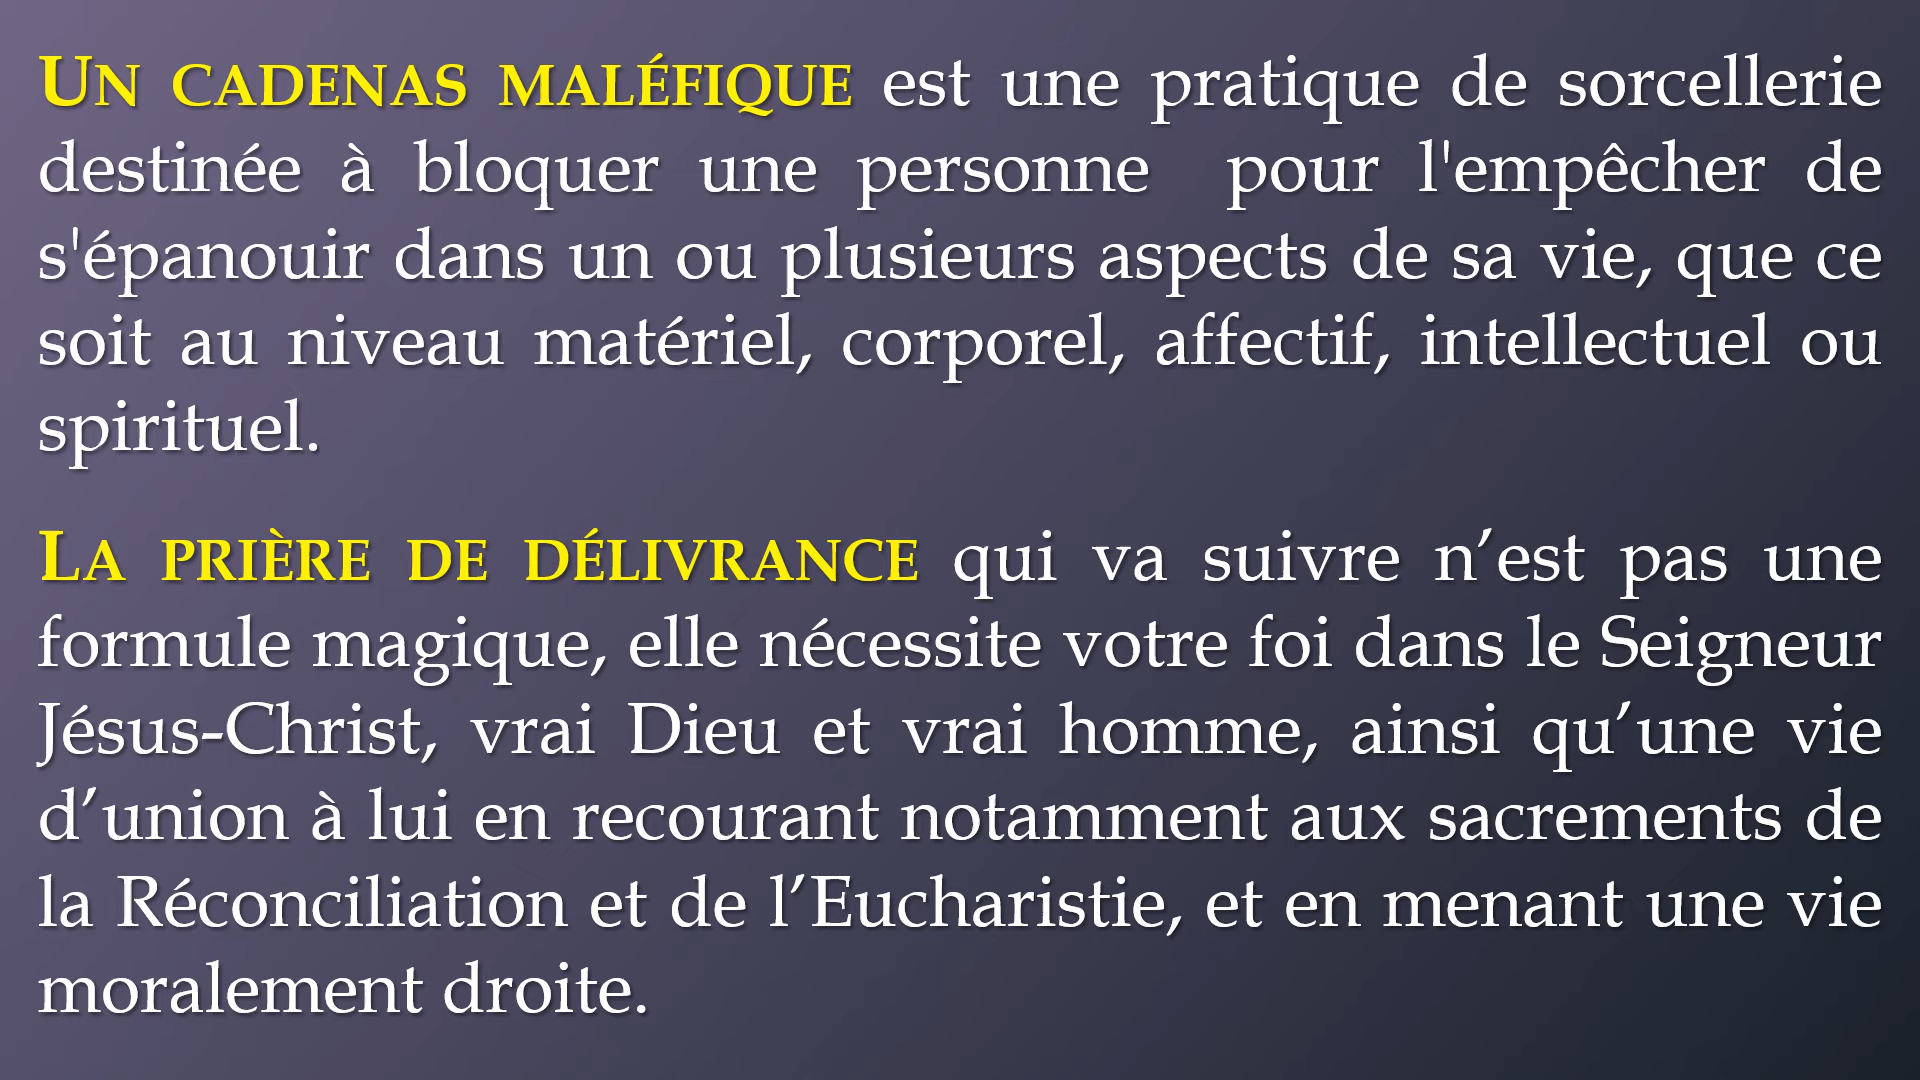 UN CADENAS MALÉFIQUE est une pratique de sorcellerie
destinée à bloquer une personne  pour l'empêcher de
s'épanouir dans un ou plusieurs aspects de sa vie, que ce
soit au niveau matériel, corporel, affectif, intellectuel ou
spirituel.
LA PRIÈRE DE DÉLIVRANCE qui va suivre n’est pas une
formule magique, elle nécessite votre foi dans le Seigneur
Jésus-Christ, vrai Dieu et vrai homme, ainsi qu’une vie
d’union à lui en recourant notamment aux sacrements de
la Réconciliation et de l’Eucharistie, et en menant une vie
moralement droite.